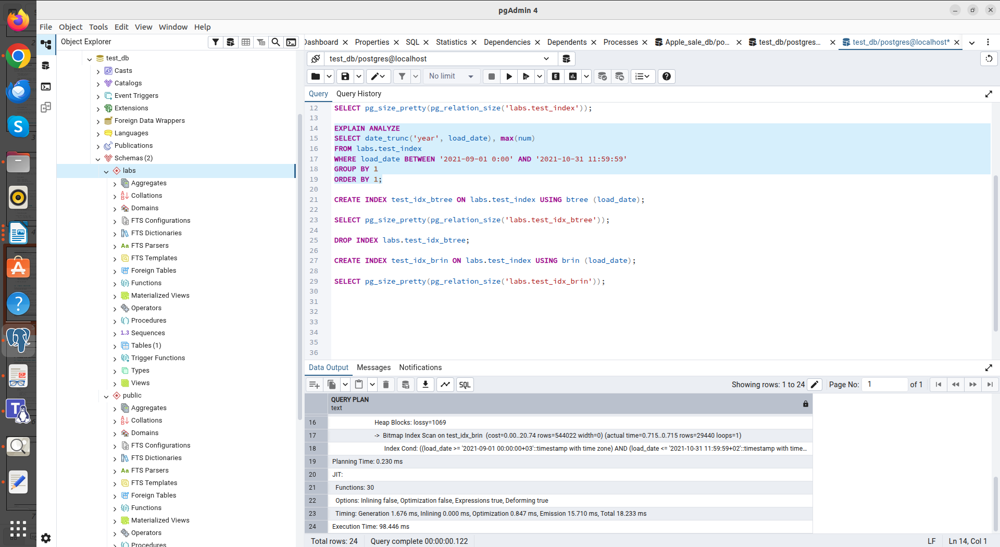 pgAdmin 4
File Object Tools Edit View Window Help
Object Explorer
Dashboard Properties SQL Statistics Dependencies Dependents Processes Apple_sale_db/po... test_db/postgres... test_db/postgres@localhost*
test_db/postgres@localhost
No limit
E
SQL
Query Query History
test_db
Casts
Catalogs
Event Triggers
Extensions
Foreign Data Wrappers
Languages
Publications
Schemas (2)
labs
Aggregates
Collations
Domains
FTS Configurations
FTS Dictionaries
Aa FTS Parsers
FTS Templates
Foreign Tables
Functions
Materialized Views
Operators
Procedures
1..3 Sequences
Tables (1)
Trigger Functions
Types
Views
public
Aggregates
Collations
Domains
FTS Configurations
FTS Dictionaries
Aa FTS Parsers
FTS Templates
Foreign Tables
Functions
Materialized Views
Operators
Procedures
12 SELECT pg_size_pretty(pg_relation_size('labs.test_index'));
13
14 EXPLAIN ANALYZE
15 SELECT date_trunc('year', load_date), max(num)
16 FROM labs.test_index
17 WHERE load_date BETWEEN '2021-09-01 0:00' AND '2021-10-31 11:59:59'
18 GROUP BY 1
19 ORDER BY 1;
20
21 CREATE INDEX test_idx_btree ON labs.test_index USING btree (load_date);
22
23 SELECT pg_size_pretty(pg_relation_size('labs.test_idx_btree'));
24
25 DROP INDEX labs.test_idx_btree;
26
27 CREATE INDEX test_idx_brin ON labs.test_index USING brin (load_date);
28
29 SELECT pg_size_pretty(pg_relation_size('labs.test_idx_brin'));
30
31
32
33
34
35
36
Data Output Messages Notifications
Showing rows: 1 to 24 Page No: 1 of 1
QUERY PLAN
text
16 Heap Blocks: lossy=1069
17 -> Bitmap Index Scan on test_idx_brin (cost=0.00..20.74 rows=544022 width=0) (actual time=0.715..0.715 rows=29440 loops=1)
18 Index Cond: ((load_date >= '2021-09-01 00:00:00+03'::timestamp with time zone) AND (load_date <= '2021-10-31 11:59:59+02'::timestamp with time...
19 Planning Time: 0.230 ms
20 JIT:
21 Functions: 30
22 Options: Inlining false, Optimization false, Expressions true, Deforming true
23 Timing: Generation 1.676 ms, Inlining 0.000 ms, Optimization 0.847 ms, Emission 15.710 ms, Total 18.233 ms
24 Execution Time: 98.446 ms
Total rows: 24 Query complete 00:00:00.122 LF Ln 14, Col 1